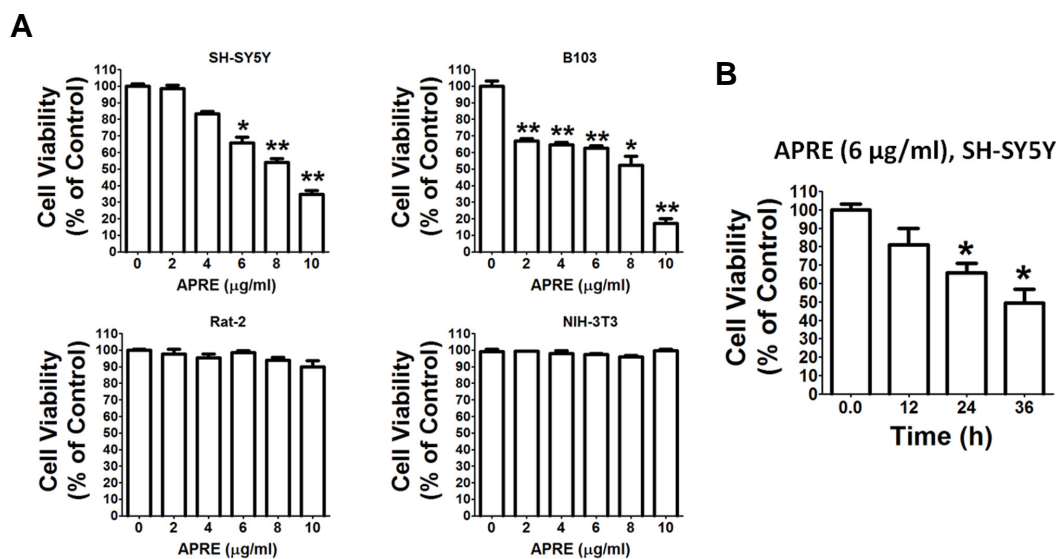 A
SH-SY5Y
Cell Viability
(% of Control)
110
100
90
80
70
60
50
40
30
20
10
0
*
**
**
0 2 4 6 8 10
APRE (μg/ml)
B103
Cell Viability
(% of Control)
110
100
90
80
70
60
50
40
30
20
10
0
**
**
**
*
**
0 2 4 6 8 10
APRE (μg/ml)
Rat-2
Cell Viability
(% of Control)
110
100
90
80
70
60
50
40
30
20
10
0
0 2 4 6 8 10
APRE (μg/ml)
NIH-3T3
Cell Viability
(% of Control)
110
100
90
80
70
60
50
40
30
20
10
0
0 2 4 6 8 10
APRE (μg/ml)
B
APRE (6 μg/ml), SH-SY5Y
Cell Viability
(% of Control)
110
100
90
80
70
60
50
40
30
20
10
0
*
*
0.0 12 24 36
Time (h)